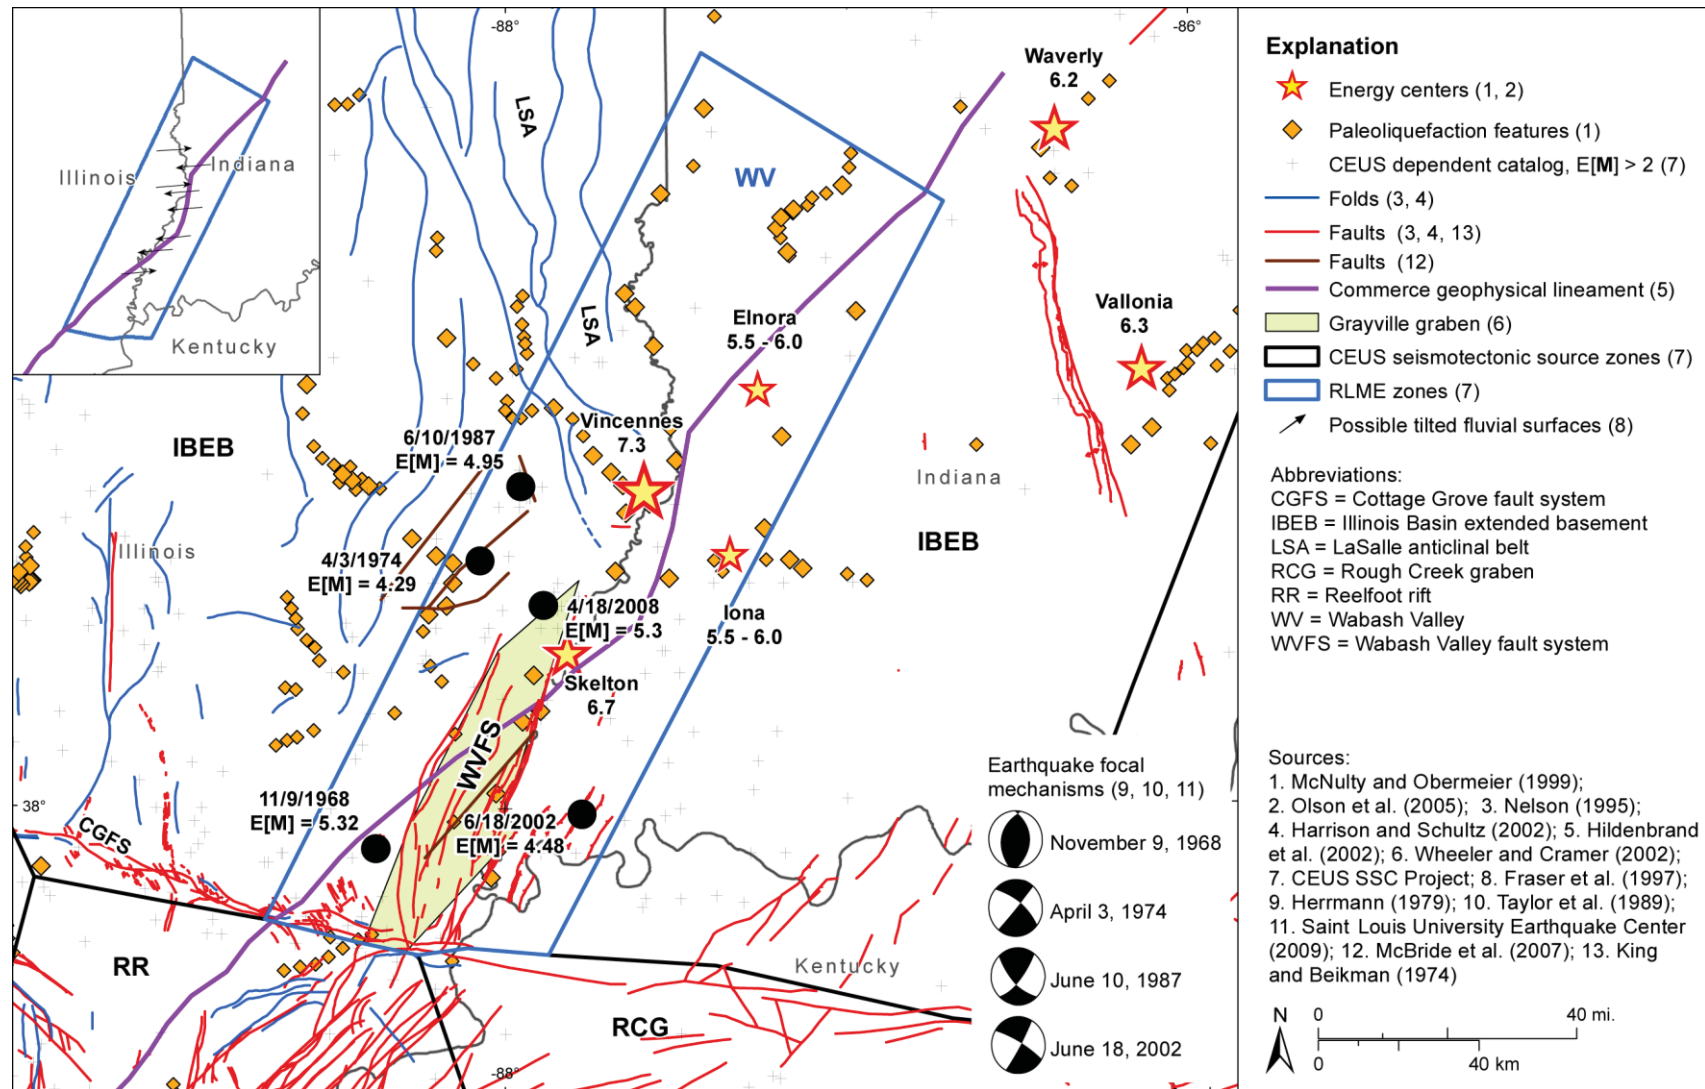 -88°
-86°
Illinois
Indiana
Kentucky
LSA
LSA
WV
Waverly
6.2
Vallonia
6.3
Elnora
5.5 - 6.0
Vincennes
7.3
6/10/1987
E[M] = 4.95
IBEB
Indiana
IBEB
Illinois
4/3/1974
E[M] = 4.29
4/18/2008
E[M] = 5.3
Iona
5.5 - 6.0
Skelton
6.7
WVFS
38°
11/9/1968
E[M] = 5.32
6/18/2002
E[M] = 4.48
CGFS
RR
RCG
Kentucky
-88°
Earthquake focal
mechanisms (9, 10, 11)
November 9, 1968
April 3, 1974
June 10, 1987
June 18, 2002
Explanation
Energy centers (1, 2)
Paleoliquefaction features (1)
CEUS dependent catalog, E[M] > 2 (7)
Folds (3, 4)
Faults (3, 4, 13)
Faults (12)
Commerce geophysical lineament (5)
Grayville graben (6)
CEUS seismotectonic source zones (7)
RLME zones (7)
Possible tilted fluvial surfaces (8)
Abbreviations:
CGFS = Cottage Grove fault system
IBEB = Illinois Basin extended basement
LSA = LaSalle anticlinal belt
RCG = Rough Creek graben
RR = Reelfoot rift
WV = Wabash Valley
WVFS = Wabash Valley fault system
Sources:
1. McNulty and Obermeier (1999);
2. Olson et al. (2005); 3. Nelson (1995);
4. Harrison and Schultz (2002); 5. Hildenbrand
et al. (2002); 6. Wheeler and Cramer (2002);
7. CEUS SSC Project; 8. Fraser et al. (1997);
9. Herrmann (1979); 10. Taylor et al. (1989);
11. Saint Louis University Earthquake Center
(2009); 12. McBride et al. (2007); 13. King
and Beikman (1974)
N
0 40 mi.
0 40 km